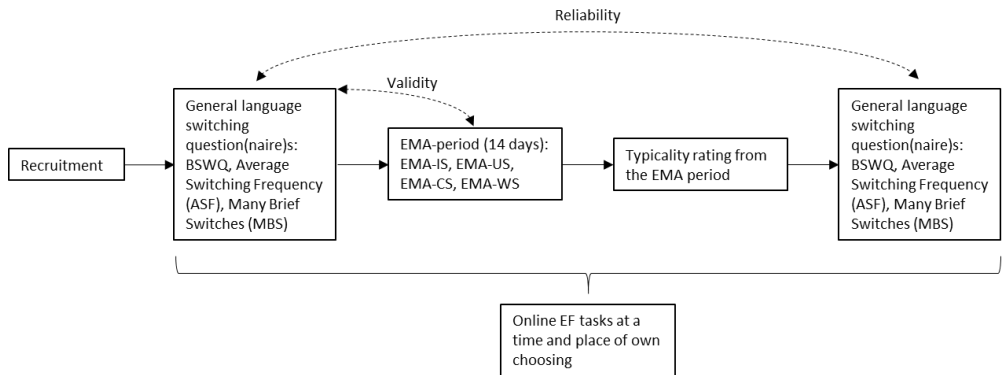 Reliability
Validity
Recruitment
General language
switching
question(naire)s:
BSWQ, Average
Switching Frequency
(ASF), Many Brief
Switches (MBS)
EMA-period (14 days):
EMA-IS, EMA-US,
EMA-CS, EMA-WS
Typicality rating from
the EMA period
General language
switching
question(naire)s:
BSWQ, Average
Switching Frequency
(ASF), Many Brief
Switches (MBS)
Online EF tasks at a
time and place of own
choosing